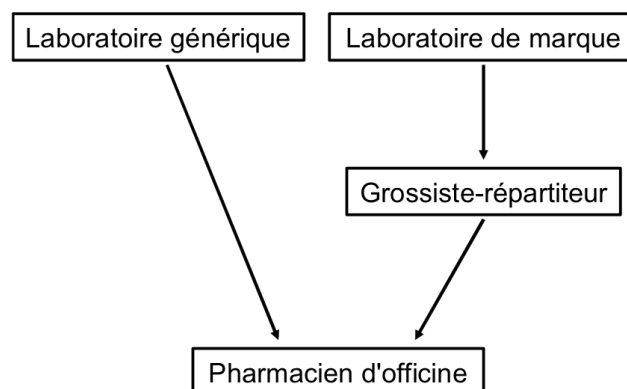 Laboratoire générique
Laboratoire de marque
Grossiste-répartiteur
Pharmacien d'officine